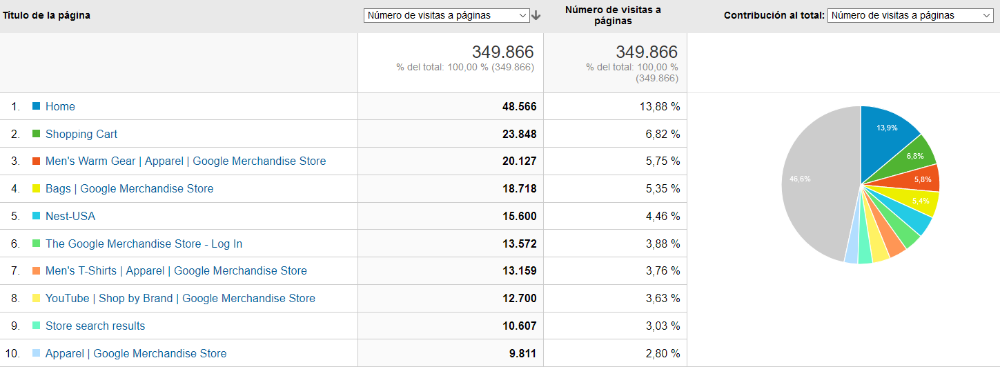 Título de la página
Número de visitas a páginas
Número de visitas a
páginas
Contribución al total: Número de visitas a páginas
349.866
% del total: 100,00 % (349.866)
349.866
% del total: 100,00 %
(349.866)
1. Home 48.566 13,88 %
2. Shopping Cart 23.848 6,82 %
3. Men's Warm Gear | Apparel | Google Merchandise Store 20.127 5,75 %
4. Bags | Google Merchandise Store 18.718 5,35 %
5. Nest-USA 15.600 4,46 %
6. The Google Merchandise Store - Log In 13.572 3,88 %
7. Men's T-Shirts | Apparel | Google Merchandise Store 13.159 3,76 %
8. YouTube | Shop by Brand | Google Merchandise Store 12.700 3,63 %
9. Store search results 10.607 3,03 %
10. Apparel | Google Merchandise Store 9.811 2,80 %
13,9%
6,8%
5,8%
5,4%
46,6%